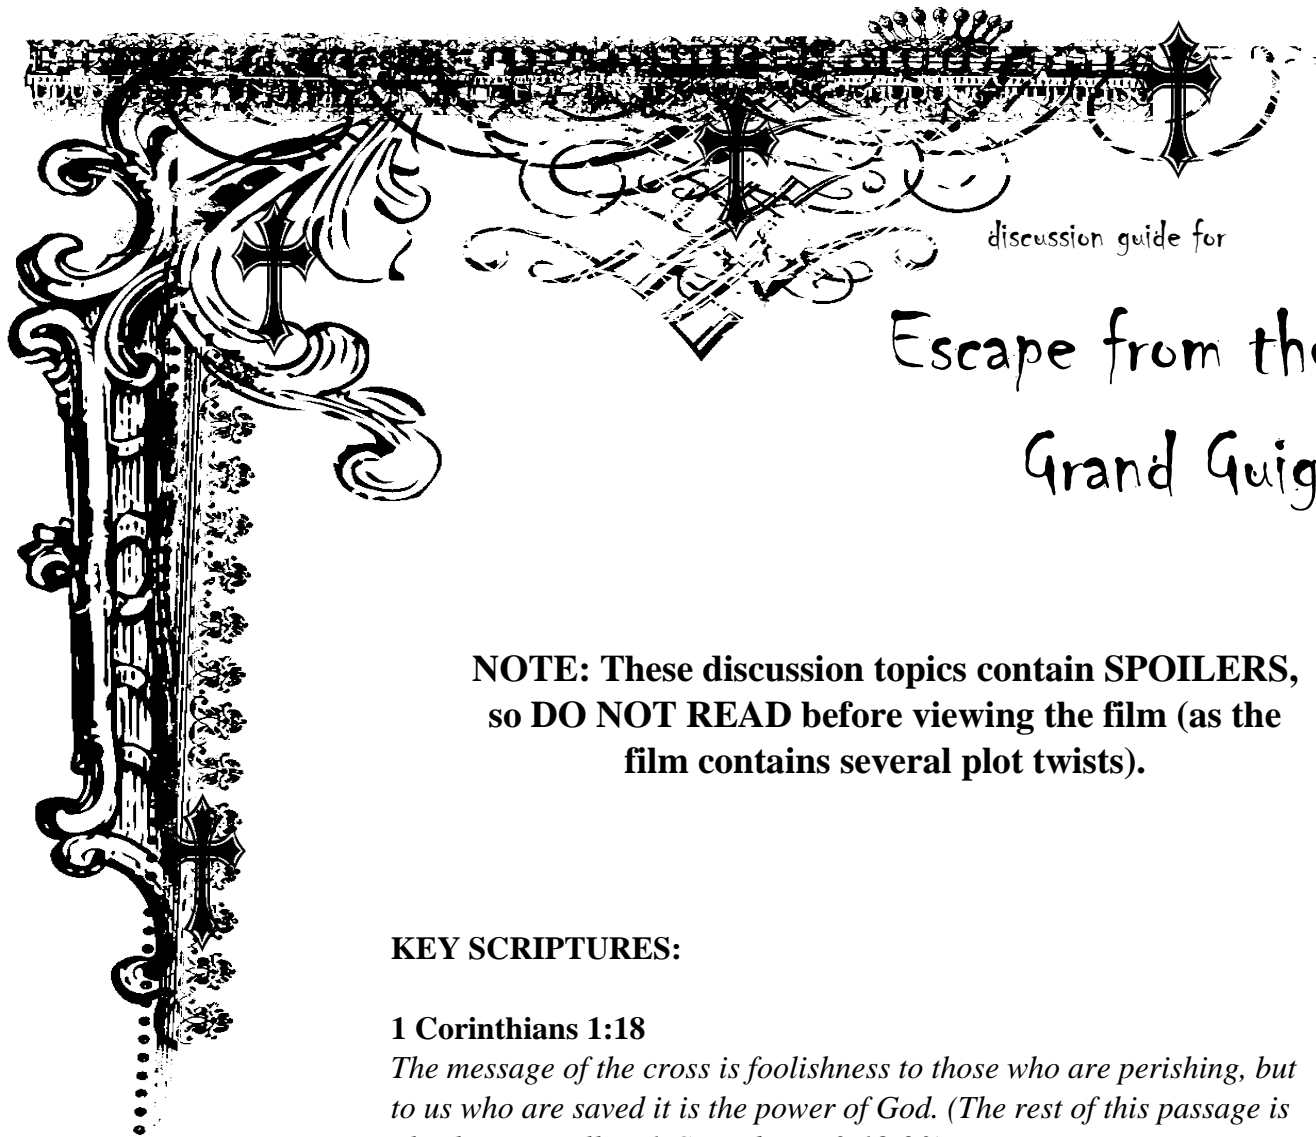 discussion guide for
Escape from the
Grand Guig
NOTE: These discussion topics contain SPOILERS,
so DO NOT READ before viewing the film (as the
film contains several plot twists).
KEY SCRIPTURES:
1 Corinthians 1:18
The message of the cross is foolishness to those who are perishing, but
to us who are saved it is the power of God. (The rest of this passage is